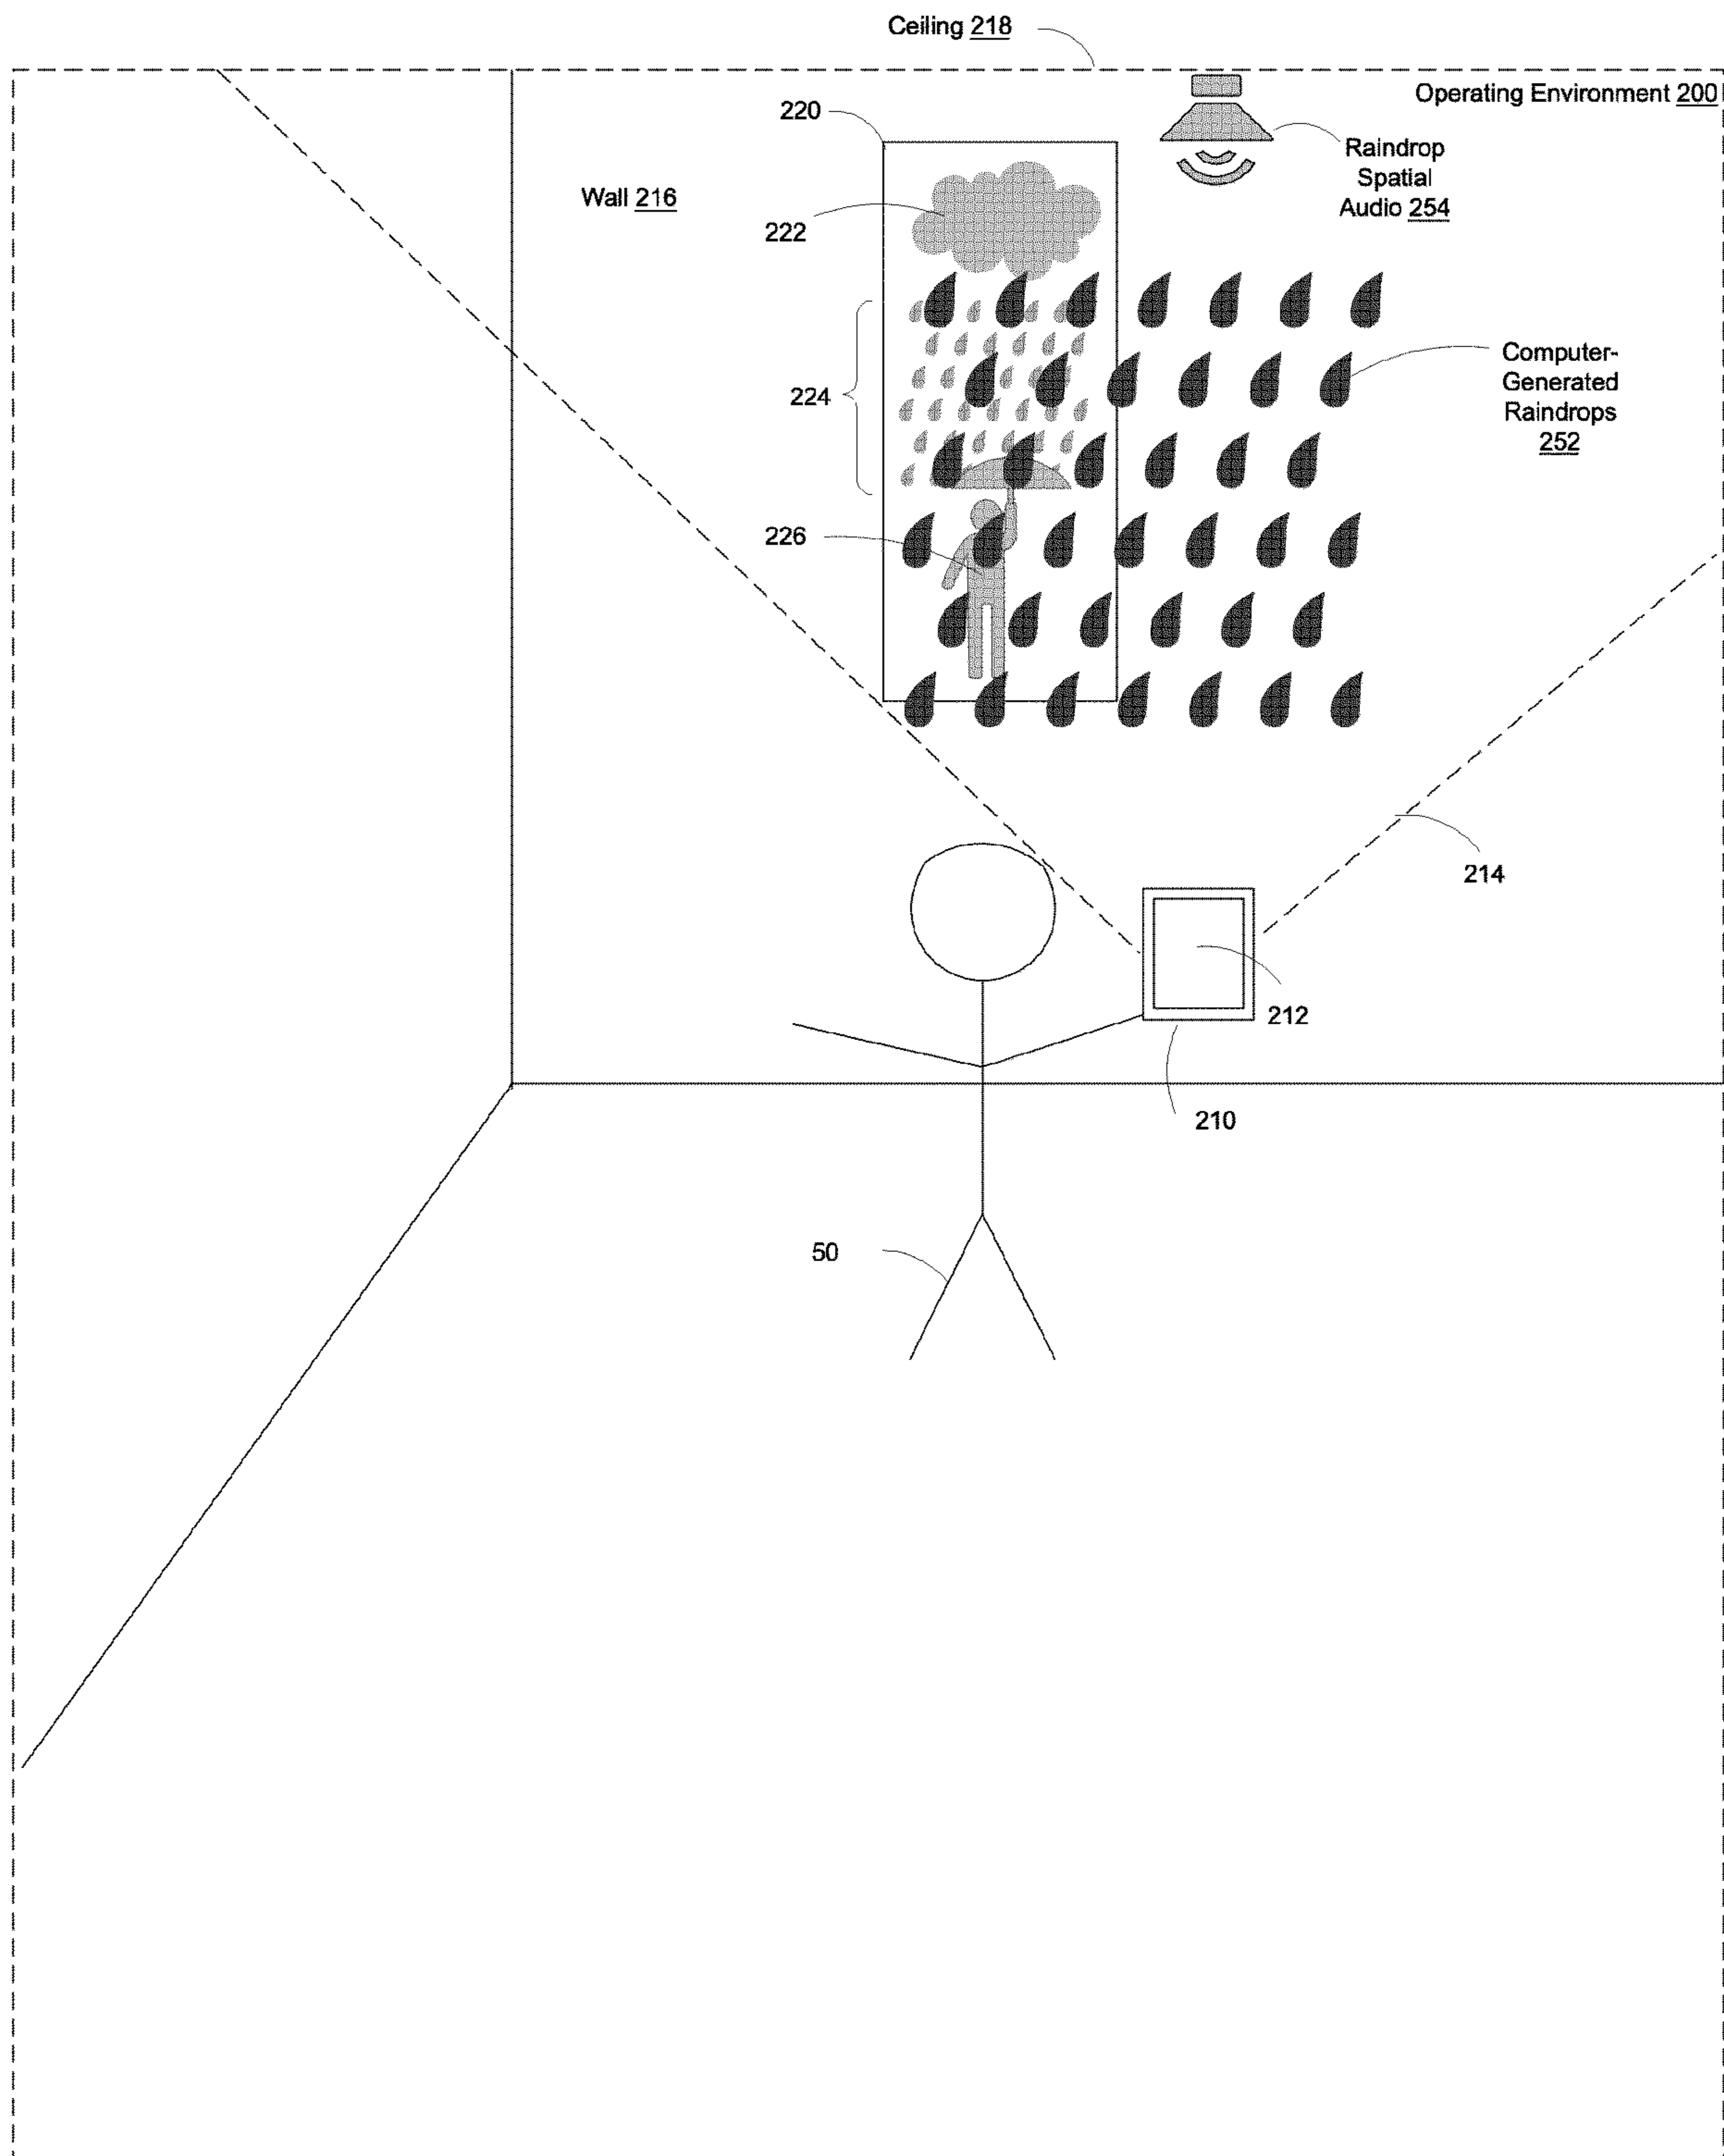 Ceiling 218
Operating Environment 200
220
Raindrop
Spatial
Audio 254
Wall 216
222
Computer-
Generated
Raindrops
252
224
226
214
212
210
50